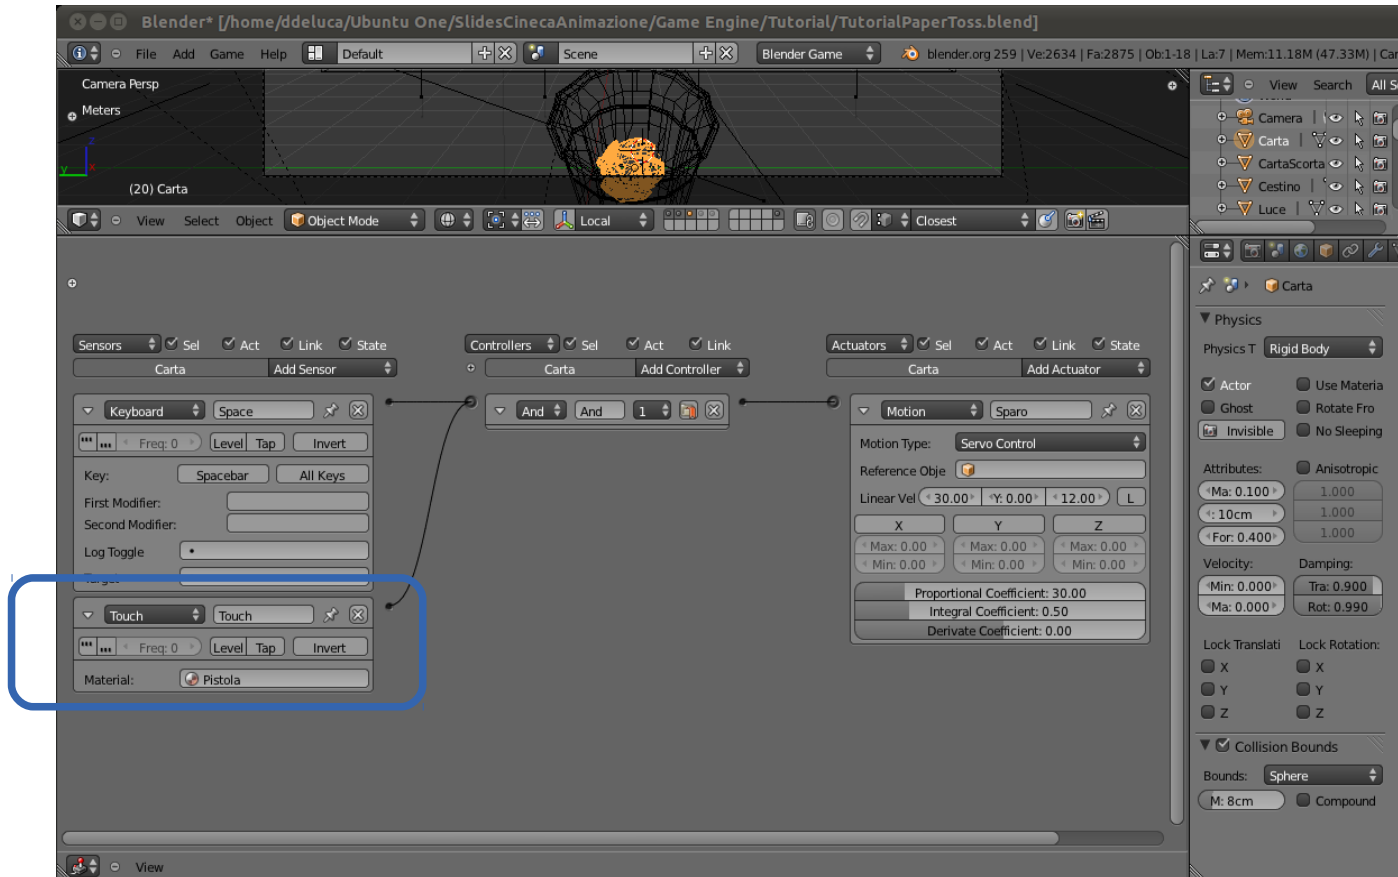 Blender* [/home/ddeluca/Ubuntu One/SlidesCinecaAnimazione/Game Engine/Tutorial/TutorialPaperToss.blend]
File Add Game Help Default Scene Blender Game blender.org 259 | Ve:2634 | Fa:2875 | Ob:1-18 | La:7 | Mem:11.18M (47.33M) | Car
Camera Persp
Meters
z
y x
(20) Carta
View Select Object Object Mode Local Closest
View Search All S
Camera
Carta
CartaScorta
Cestino
Luce
Carta
Sensors Sel Act Link State
Carta Add Sensor
Keyboard Space
Freq: 0 Level Tap Invert
Key: Spacebar All Keys
First Modifier:
Second Modifier:
Log Toggle
Target
Touch Touch
Freq: 0 Level Tap Invert
Material: Pistola
Controllers Sel Act Link
Carta Add Controller
And And 1
Actuators Sel Act Link State
Carta Add Actuator
Motion Sparo
Motion Type: Servo Control
Reference Obje
Linear Vel 30.00 Y: 0.00 12.00 L
X Y Z
Max: 0.00 Max: 0.00 Max: 0.00
Min: 0.00 Min: 0.00 Min: 0.00
Proportional Coefficient: 30.00
Integral Coefficient: 0.50
Derivate Coefficient: 0.00
Physics
Physics T Rigid Body
Actor Use Materia
Ghost Rotate Fro
Invisible No Sleeping
Attributes: Anisotropic
Ma: 0.100 1.000
: 10cm 1.000
For: 0.400 1.000
Velocity: Damping:
Min: 0.000 Tra: 0.900
Ma: 0.000 Rot: 0.990
Lock Translati Lock Rotation:
X X
Y Y
Z Z
Collision Bounds
Bounds: Sphere
M: 8cm Compound
View